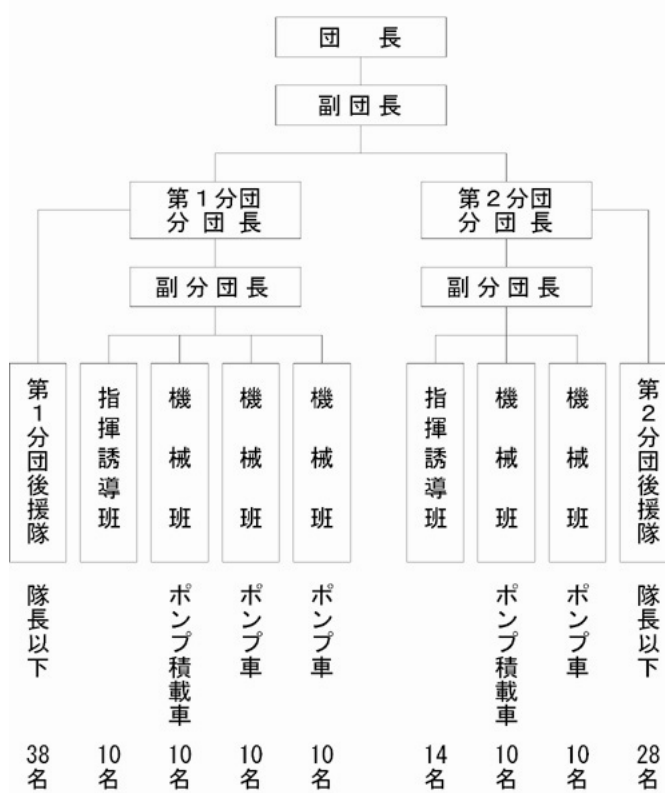 団長
副団長
第1分団
分団長
第2分団
分団長
副分団長
副分団長
第1分団後援隊
指揮誘導班
機械班
機械班
機械班
指揮誘導班
機械班
機械班
第2分団後援隊
隊長以下
ポンプ積載車
ポンプ車
ポンプ車
ポンプ積載車
ポンプ車
隊長以下
38名
10名
10名
10名
10名
14名
10名
10名
28名